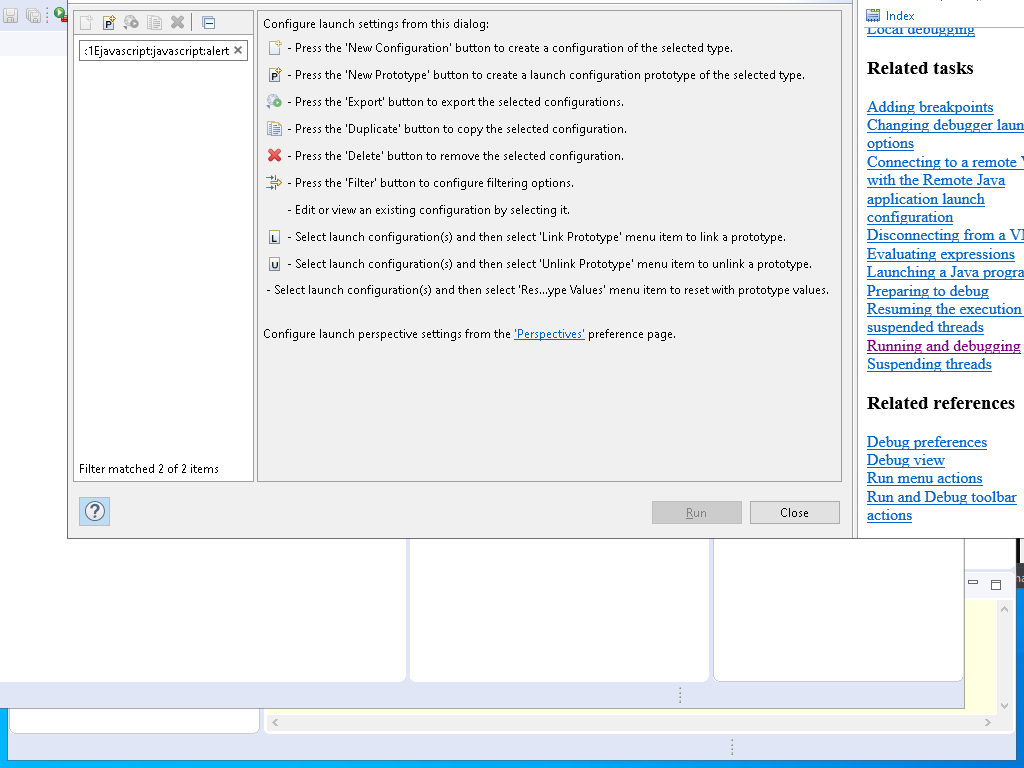 :1Ejavascript:javascript:alert
Filter matched 2 of 2 items
Configure launch settings from this dialog:
- Press the 'New Configuration' button to create a configuration of the selected type.
- Press the 'New Prototype' button to create a launch configuration prototype of the selected type.
- Press the 'Export' button to export the selected configurations.
- Press the 'Duplicate' button to copy the selected configuration.
- Press the 'Delete' button to remove the selected configuration.
- Press the 'Filter' button to configure filtering options.
- Edit or view an existing configuration by selecting it.
- Select launch configuration(s) and then select 'Link Prototype' menu item to link a prototype.
- Select launch configuration(s) and then select 'Unlink Prototype' menu item to unlink a prototype.
- Select launch configuration(s) and then select 'Res...ype Values' menu item to reset with prototype values.
Configure launch perspective settings from the 'Perspectives' preference page.
Run
Close
Index
Local debugging
Related tasks
Adding breakpoints
Changing debugger laun
options
Connecting to a remote V
with the Remote Java
application launch
configuration
Disconnecting from a VM
Evaluating expressions
Launching a Java progra
Preparing to debug
Resuming the execution
suspended threads
Running and debugging
Suspending threads
Related references
Debug preferences
Debug view
Run menu actions
Run and Debug toolbar
actions